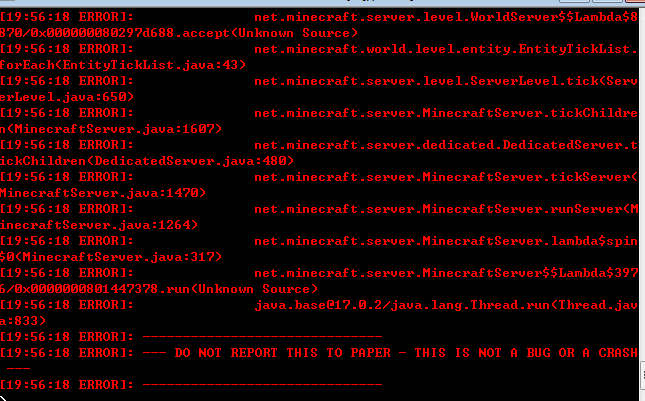 [19:56:18 ERROR]:                net.minecraft.server.level.WorldServer$$Lambda$8
870/0x000000080297d688.accept(Unknown Source)
[19:56:18 ERROR]:                net.minecraft.world.level.entity.EntityTickList.
forEach(EntityTickList.java:43)
[19:56:18 ERROR]:                net.minecraft.server.level.ServerLevel.tick(Serv
erLevel.java:650)
[19:56:18 ERROR]:                net.minecraft.server.MinecraftServer.tickChildre
n(MinecraftServer.java:1607)
[19:56:18 ERROR]:                net.minecraft.server.dedicated.DedicatedServer.t
ickChildren(DedicatedServer.java:480)
[19:56:18 ERROR]:                net.minecraft.server.MinecraftServer.tickServer(
MinecraftServer.java:1470)
[19:56:18 ERROR]:                net.minecraft.server.MinecraftServer.runServer(M
inecraftServer.java:1264)
[19:56:18 ERROR]:                net.minecraft.server.MinecraftServer.lambda$spin
$0(MinecraftServer.java:317)
[19:56:18 ERROR]:                net.minecraft.server.MinecraftServer$$Lambda$397
6/0x0000000801447378.run(Unknown Source)
[19:56:18 ERROR]:                java.base@17.0.2/java.lang.Thread.run(Thread.jav
a:833)
[19:56:18 ERROR]: ------------------------------
[19:56:18 ERROR]: --- DO NOT REPORT THIS TO PAPER - THIS IS NOT A BUG OR A CRASH
 ---
[19:56:18 ERROR]: ------------------------------